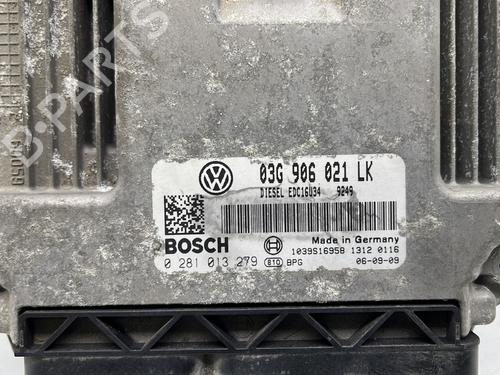 B-PARTS
03G 906 021 LK
DIESEL EDC16U34 9249
BOSCH
Made in Germany
1039S16958 1312 0116
0 281 013 279 810 BPG 06-09-09